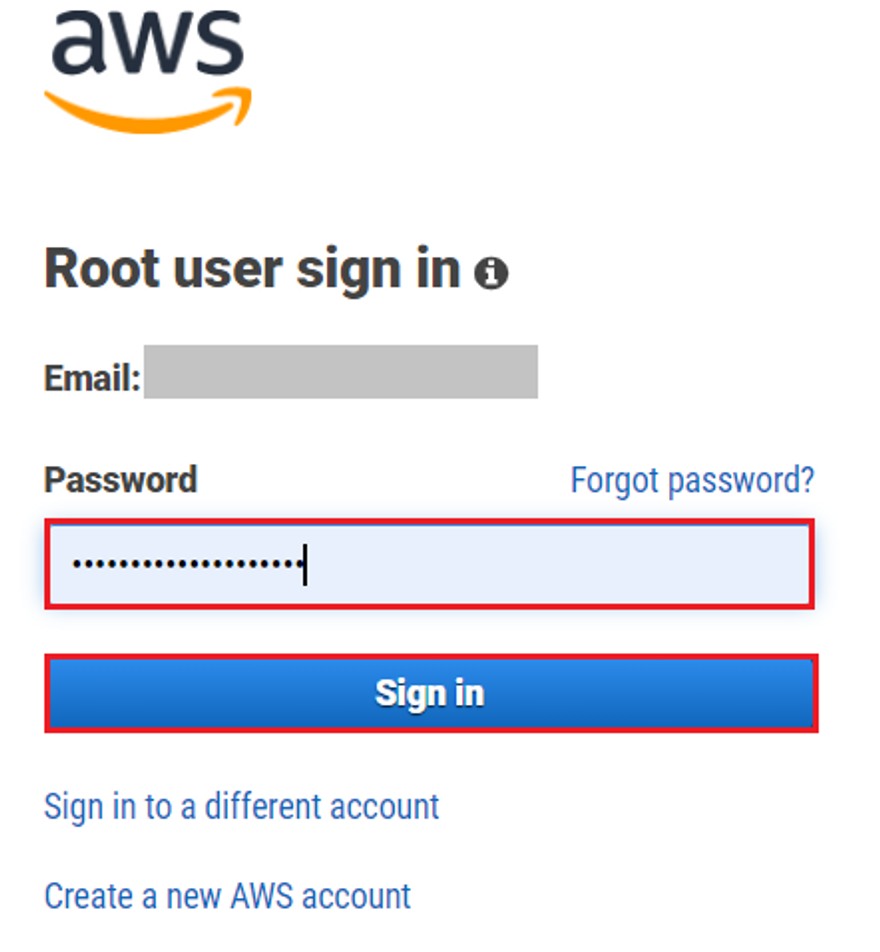 aws
Root user sign in
Email:
Password Forgot password?
••••••••••••••••••••
Sign in
Sign in to a different account
Create a new AWS account